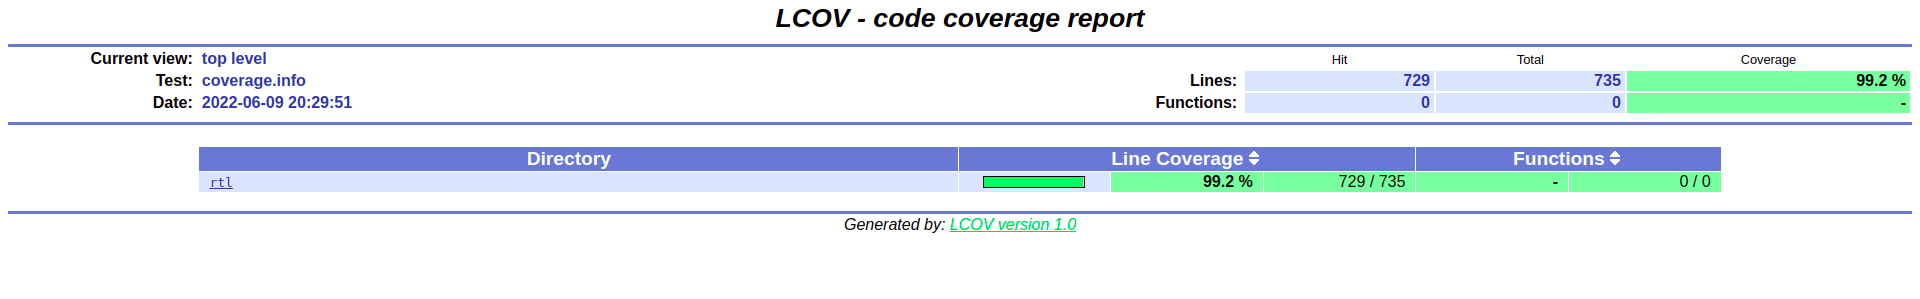 LCOV - code coverage report
Current view: top level Hit Total Coverage
Test: coverage.info Lines: 729 735 99.2 %
Date: 2022-06-09 20:29:51 Functions: 0 0 -
Directory Line Coverage Functions
rtl 99.2 % 729 / 735 - 0 / 0
Generated by: LCOV version 1.0